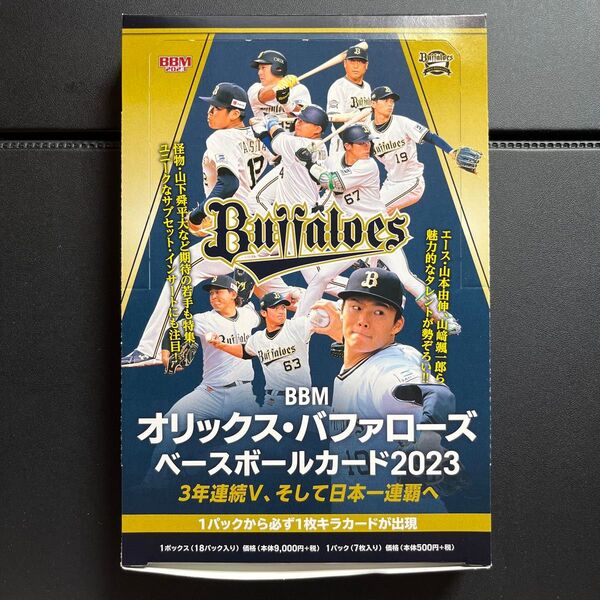 BBM
2023
Buffaloes
19
67
63
Buffaloes
エース・山本由伸、山﨑颯一郎ら
魅力的なタレントが勢ぞろい!!
怪物・山下舜平大など期待の若手も特集
ユニークなサブセット・インサートにも注目!
BBM
オリックス・バファローズ
ベースボールカード2023
3年連続V、そして日本一連覇へ
1パックから必ず1枚キラカードが出現
1ボックス(18パック入り) 価格(本体9,000円+税) 1パック(7枚入り) 価格(本体500円+税)